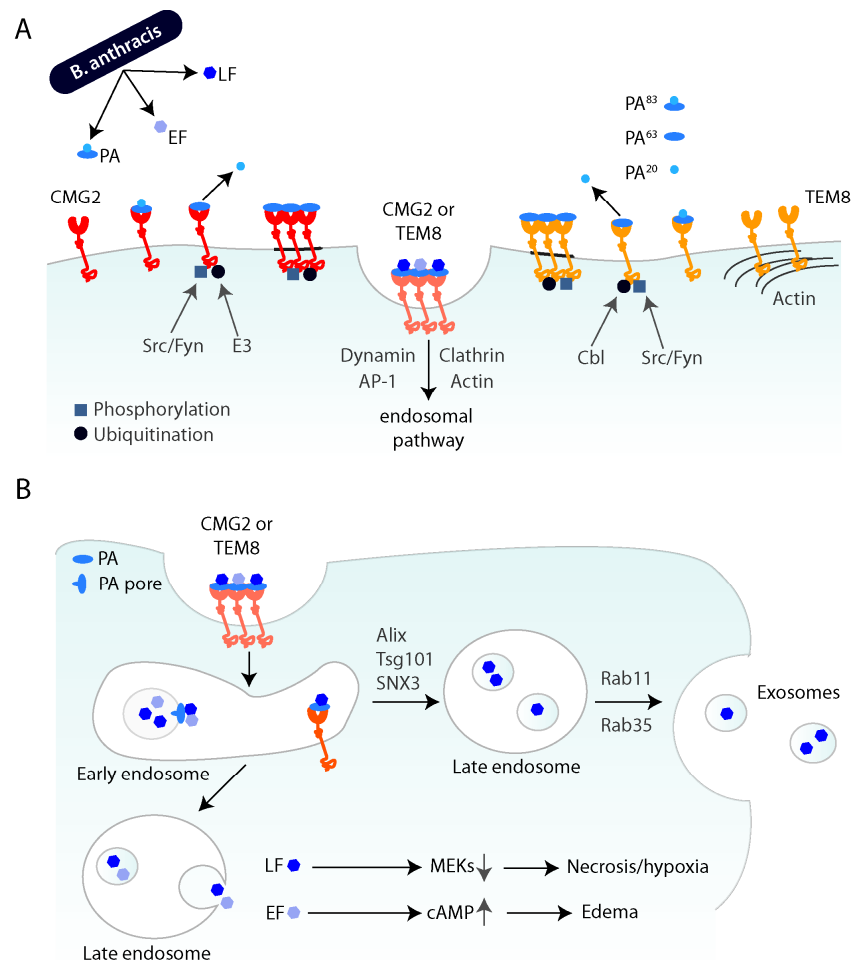 A
B. anthracis
LF
EF
PA
PA83
PA63
PA20
CMG2
CMG2 or
TEM8
TEM8
Actin
Src/Fyn
E3
Cbl
Src/Fyn
Dynamin
Clathrin
AP-1
Actin
endosomal
pathway
Phosphorylation
Ubiquitination
B
CMG2 or
TEM8
PA
PA pore
Alix
Tsg101
SNX3
Rab11
Rab35
Exosomes
Early endosome
Late endosome
LF
MEKs
Necrosis/hypoxia
EF
cAMP
Edema
Late endosome